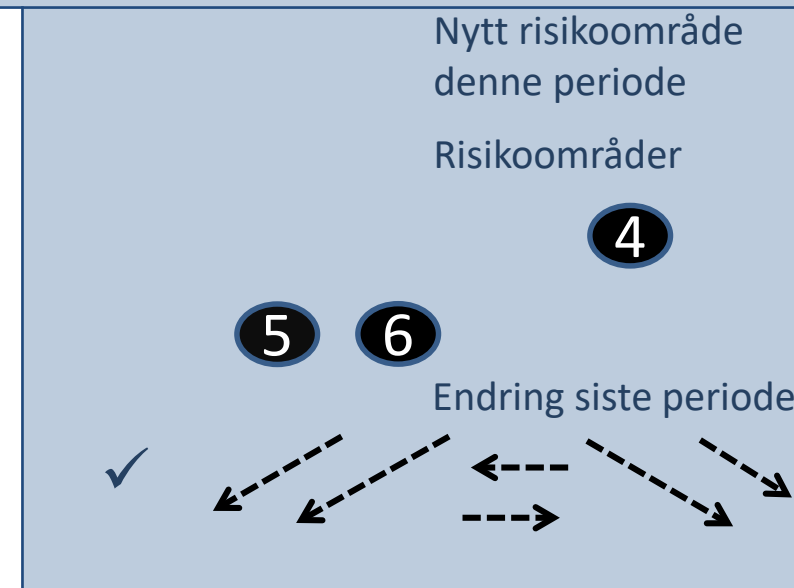 Nytt risikoområde
denne periode
Risikoområder
4
5 6
Endring siste periode
✓